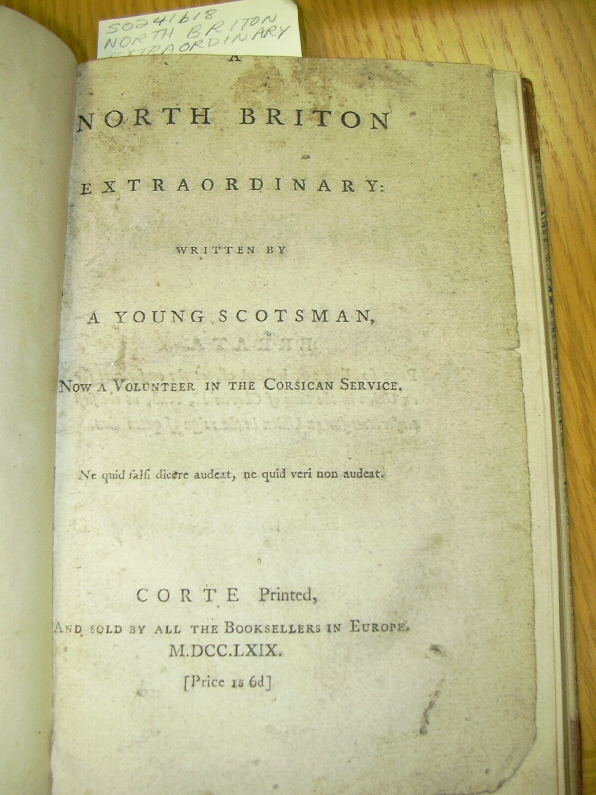 SO241618
NORTH BRITON
EXTRAORDINARY
A
NORTH BRITON
EXTRAORDINARY:
WRITTEN BY
A YOUNG SCOTSMAN,
NOW A VOLUNTEER IN THE CORSICAN SERVICE.
Ne quid falsi dicere audeat, ne quid veri non audeat.
CORTE Printed,
AND SOLD BY ALL THE BOOKSELLERS IN EUROPE.
M.DCC.LXIX.
[Price 1s 6d]